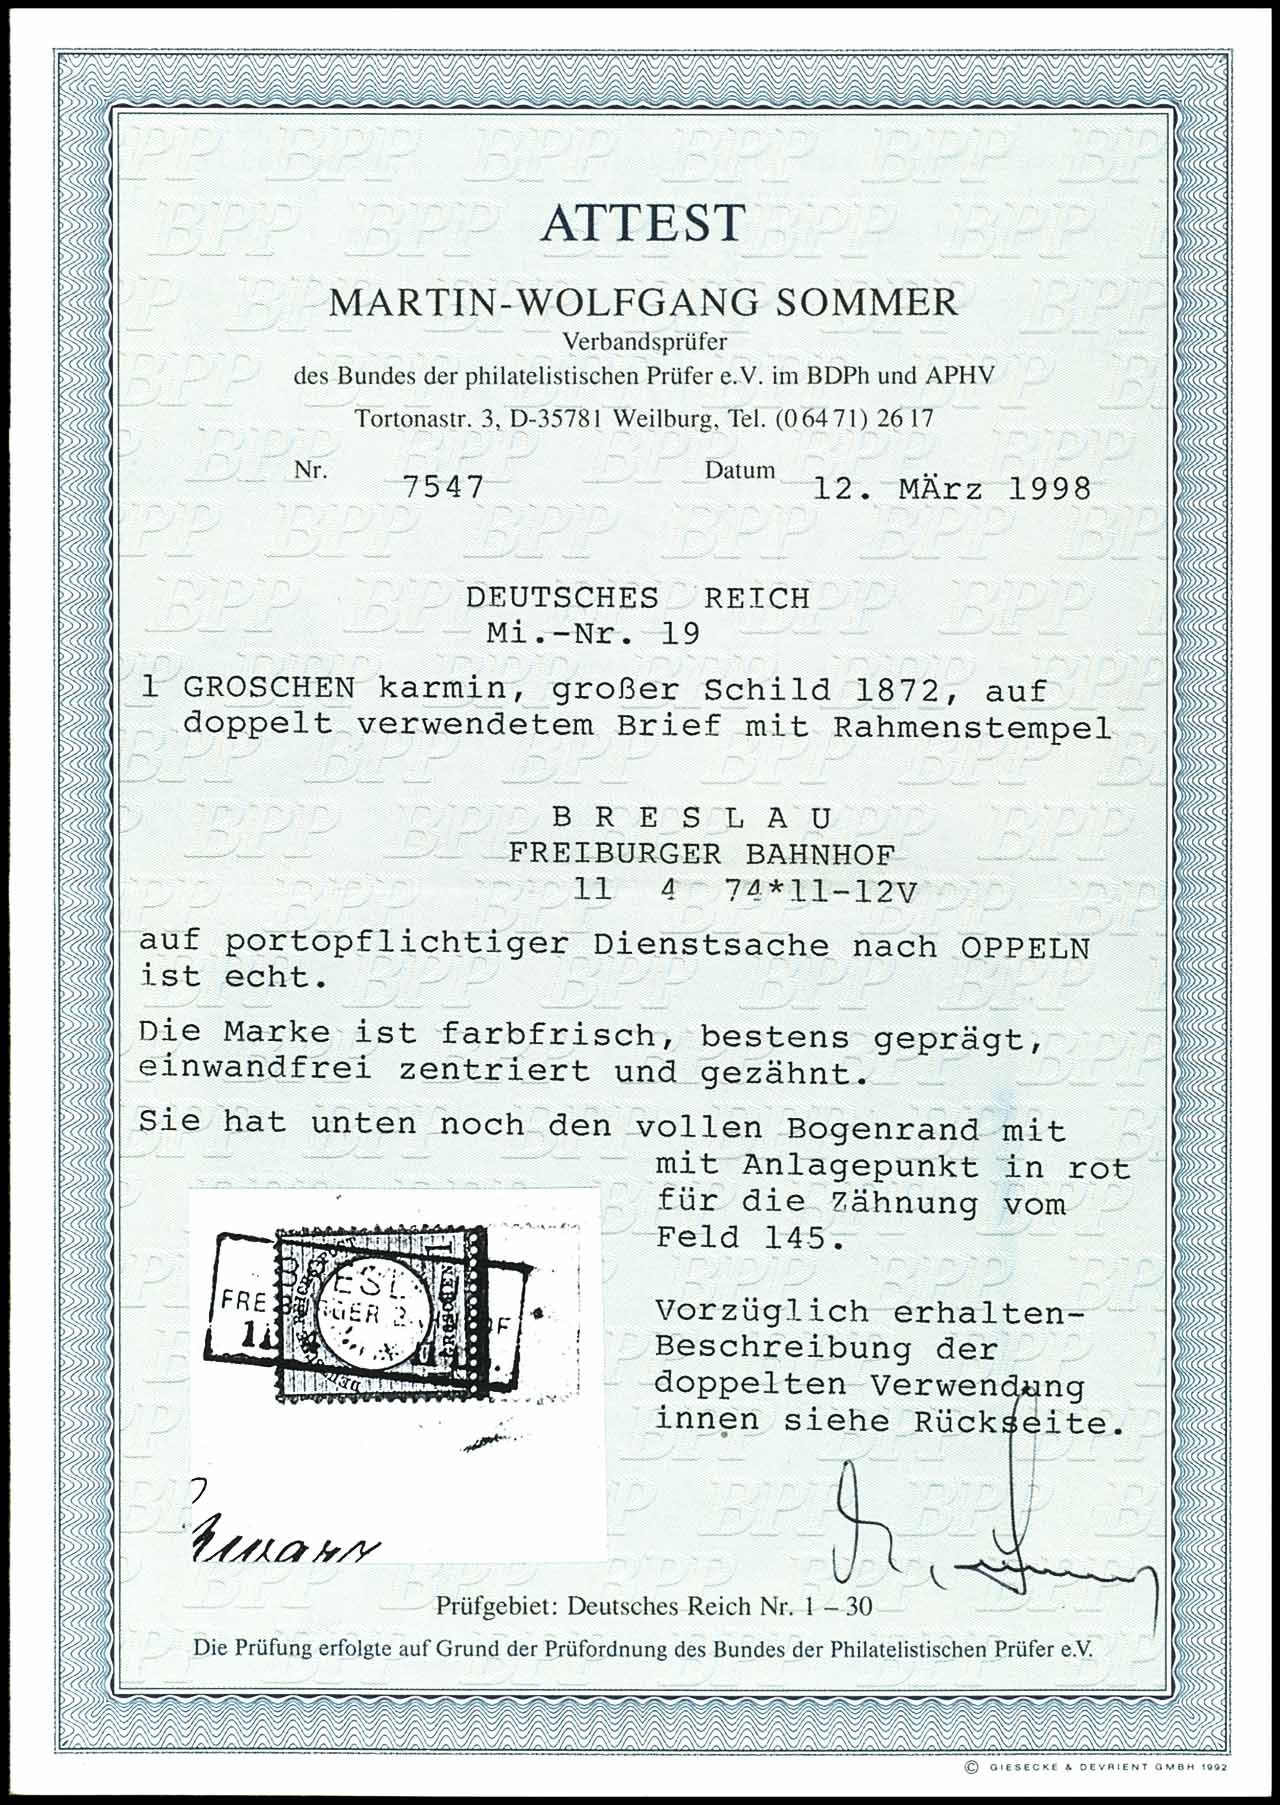 ATTEST
MARTIN-WOLFGANG SOMMER
Verbandsprüfer
des Bundes der philatelistischen Prüfer e.V. im BDPh und APHV
Tortonastr. 3, D-35781 Weilburg, Tel. (0 64 71) 26 17
Nr. 7547 Datum 12. MÄrz 1998
DEUTSCHES REICH
Mi.-Nr. 19
1 GROSCHEN karmin, großer Schild 1872, auf
doppelt verwendetem Brief mit Rahmenstempel
B R E S L A U
FREIBURGER BAHNHOF
11 4 74*11-12V
auf portopflichtiger Dienstsache nach OPPELN
ist echt.
Die Marke ist farbfrisch, bestens geprägt,
einwandfrei zentriert und gezähnt.
Sie hat unten noch den vollen Bogenrand mit
mit Anlagepunkt in rot
für die Zähnung vom
Feld 145.
Vorzüglich erhalten-
Beschreibung der
doppelten Verwendung
innen siehe Rückseite.
Prüfgebiet: Deutsches Reich Nr. 1 – 30
Die Prüfung erfolgte auf Grund der Prüfordnung des Bundes der Philatelistischen Prüfer e.V.
© GIESECKE & DEVRIENT GMBH 1992